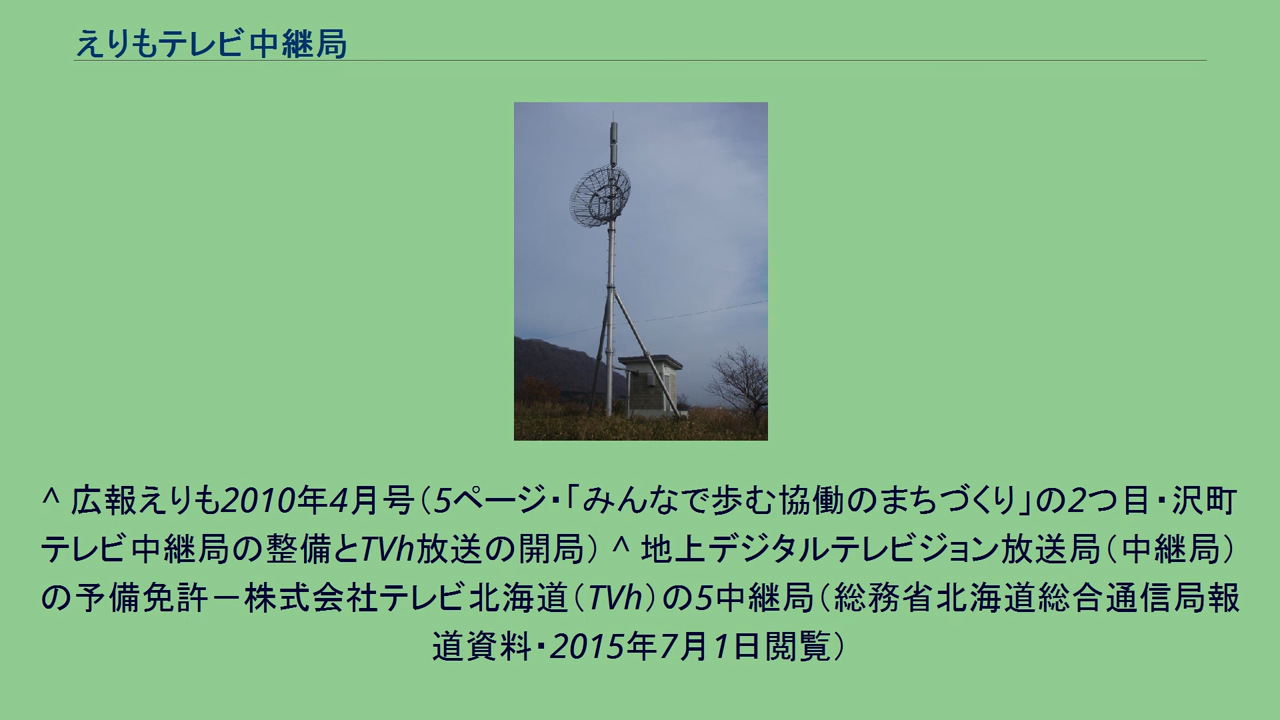 えりもテレビ中継局
^ 広報えりも2010年4月号（5ページ・「みんなで歩む協働のまちづくり」の2つ目・沢町
テレビ中継局の整備とTVh放送の開局） ^ 地上デジタルテレビジョン放送局（中継局）
の予備免許－株式会社テレビ北海道（TVh）の5中継局（総務省北海道総合通信局報
道資料・2015年7月1日閲覧）